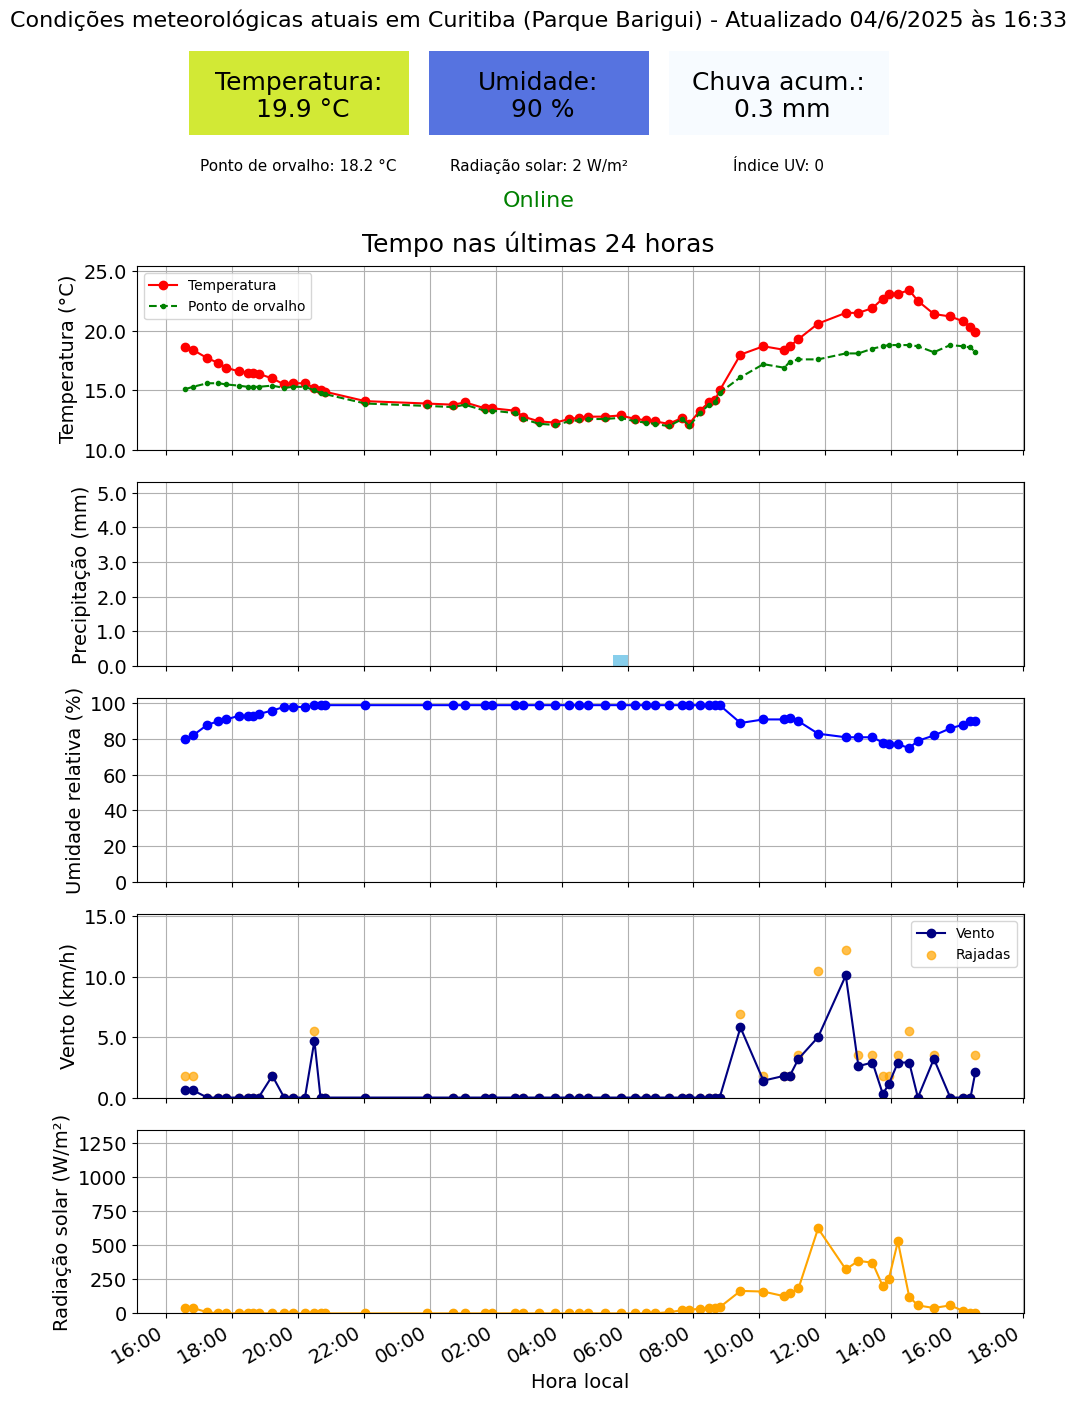 Condições meteorológicas atuais em Curitiba (Parque Barigui) - Atualizado 04/6/2025 às 16:33
Temperatura:
19.9 °C
Umidade:
90 %
Chuva acum.:
0.3 mm
Ponto de orvalho: 18.2 °C
Radiação solar: 2 W/m²
Índice UV: 0
Online
Tempo nas últimas 24 horas
Temperatura (°C)
25.0
20.0
15.0
10.0
Temperatura
Ponto de orvalho
Precipitação (mm)
5.0
4.0
3.0
2.0
1.0
0.0
Umidade relativa (%)
100
80
60
40
20
0
Vento (km/h)
15.0
10.0
5.0
0.0
Vento
Rajadas
Radiação solar (W/m²)
1250
1000
750
500
250
0
16:00
18:00
20:00
22:00
00:00
02:00
04:00
06:00
08:00
10:00
12:00
14:00
16:00
18:00
Hora local